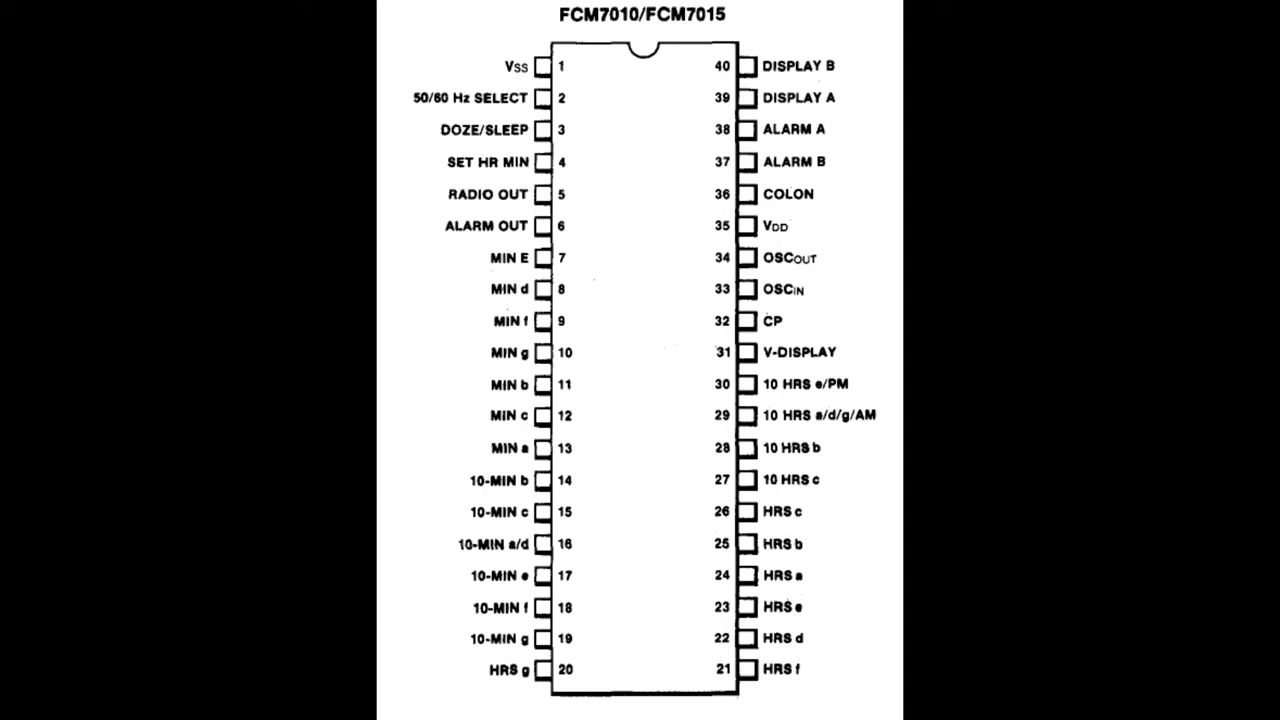 FCM7010/FCM7015
VSS 1 40 DISPLAY B
50/60 Hz SELECT 2 39 DISPLAY A
DOZE/SLEEP 3 38 ALARM A
SET HR MIN 4 37 ALARM B
RADIO OUT 5 36 COLON
ALARM OUT 6 35 VDD
MIN E 7 34 OSCOUT
MIN d 8 33 OSCIN
MIN f 9 32 CP
MIN g 10 31 V-DISPLAY
MIN b 11 30 10 HRS e/PM
MIN c 12 29 10 HRS a/d/g/AM
MIN a 13 28 10 HRS b
10-MIN b 14 27 10 HRS c
10-MIN c 15 26 HRS c
10-MIN a/d 16 25 HRS b
10-MIN e 17 24 HRS a
10-MIN f 18 23 HRS e
10-MIN g 19 22 HRS d
HRS g 20 21 HRS f